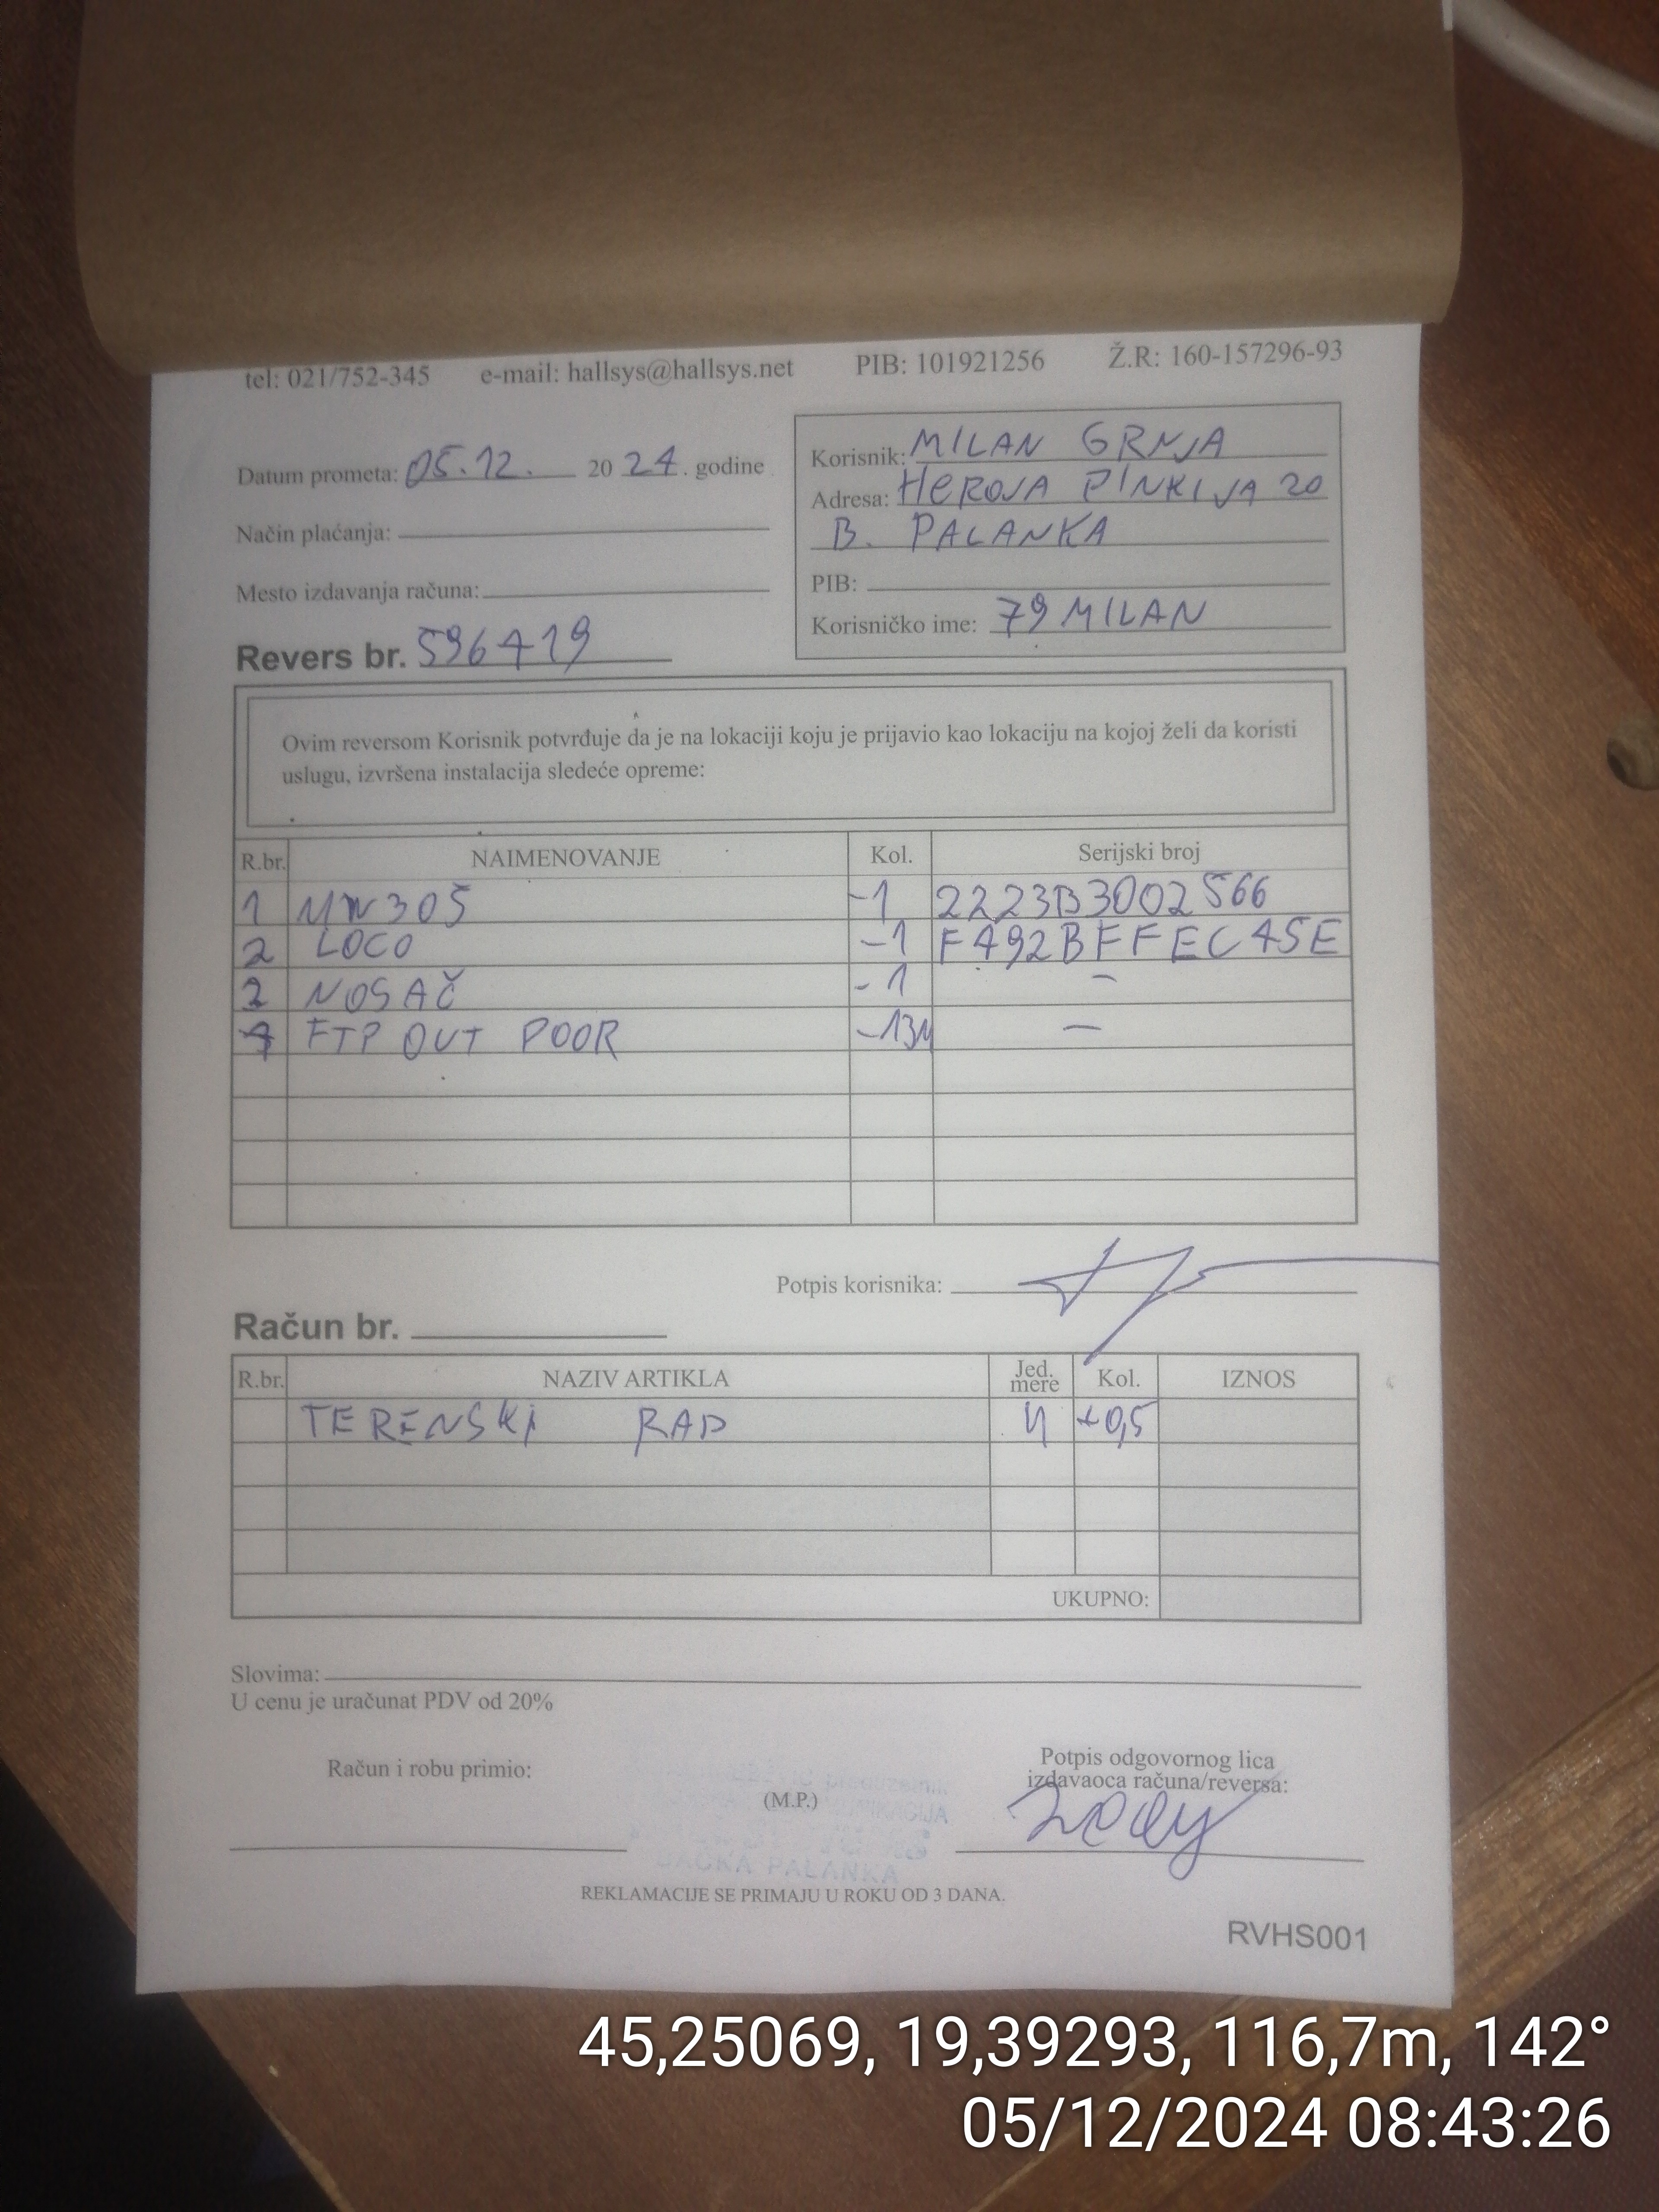 tel: 021/752-345 e-mail: hallsys@hallsys.net PIB: 101921256 Ž.R: 160-157296-93
Datum prometa: 05.12. 20 24. godine
Način plaćanja:
Mesto izdavanja računa:
Revers br. 596419
Korisnik: MILAN GRNJA
Adresa: HEROJA PINKIJA 20
B. PALANKA
PIB:
Korisničko ime: 79MILAN
Ovim reversom Korisnik potvrđuje da je na lokaciji koju je prijavio kao lokaciju na kojoj želi da koristi
uslugu, izvršena instalacija sledeće opreme:
R.br. NAIMENOVANJE Kol. Serijski broj
1 MW305 -1 2223B3002566
2 LOCO -1 F492BFFEC45E
3 NOSAČ -1 –
4 FTP OUT POOR -13M –
Potpis korisnika:
Račun br.
R.br. NAZIV ARTIKLA Jed. mere Kol. IZNOS
TERENSKI RAD Ч +0,5
UKUPNO:
Slovima:
U cenu je uračunat PDV od 20%
Račun i robu primio:
(M.P.)
Potpis odgovornog lica
izdavaoca računa/reversa:
BAČKA PALANKA
REKLAMACIJE SE PRIMAJU U ROKU OD 3 DANA.
RVHS001
45,25069, 19,39293, 116,7m, 142°
05/12/2024 08:43:26